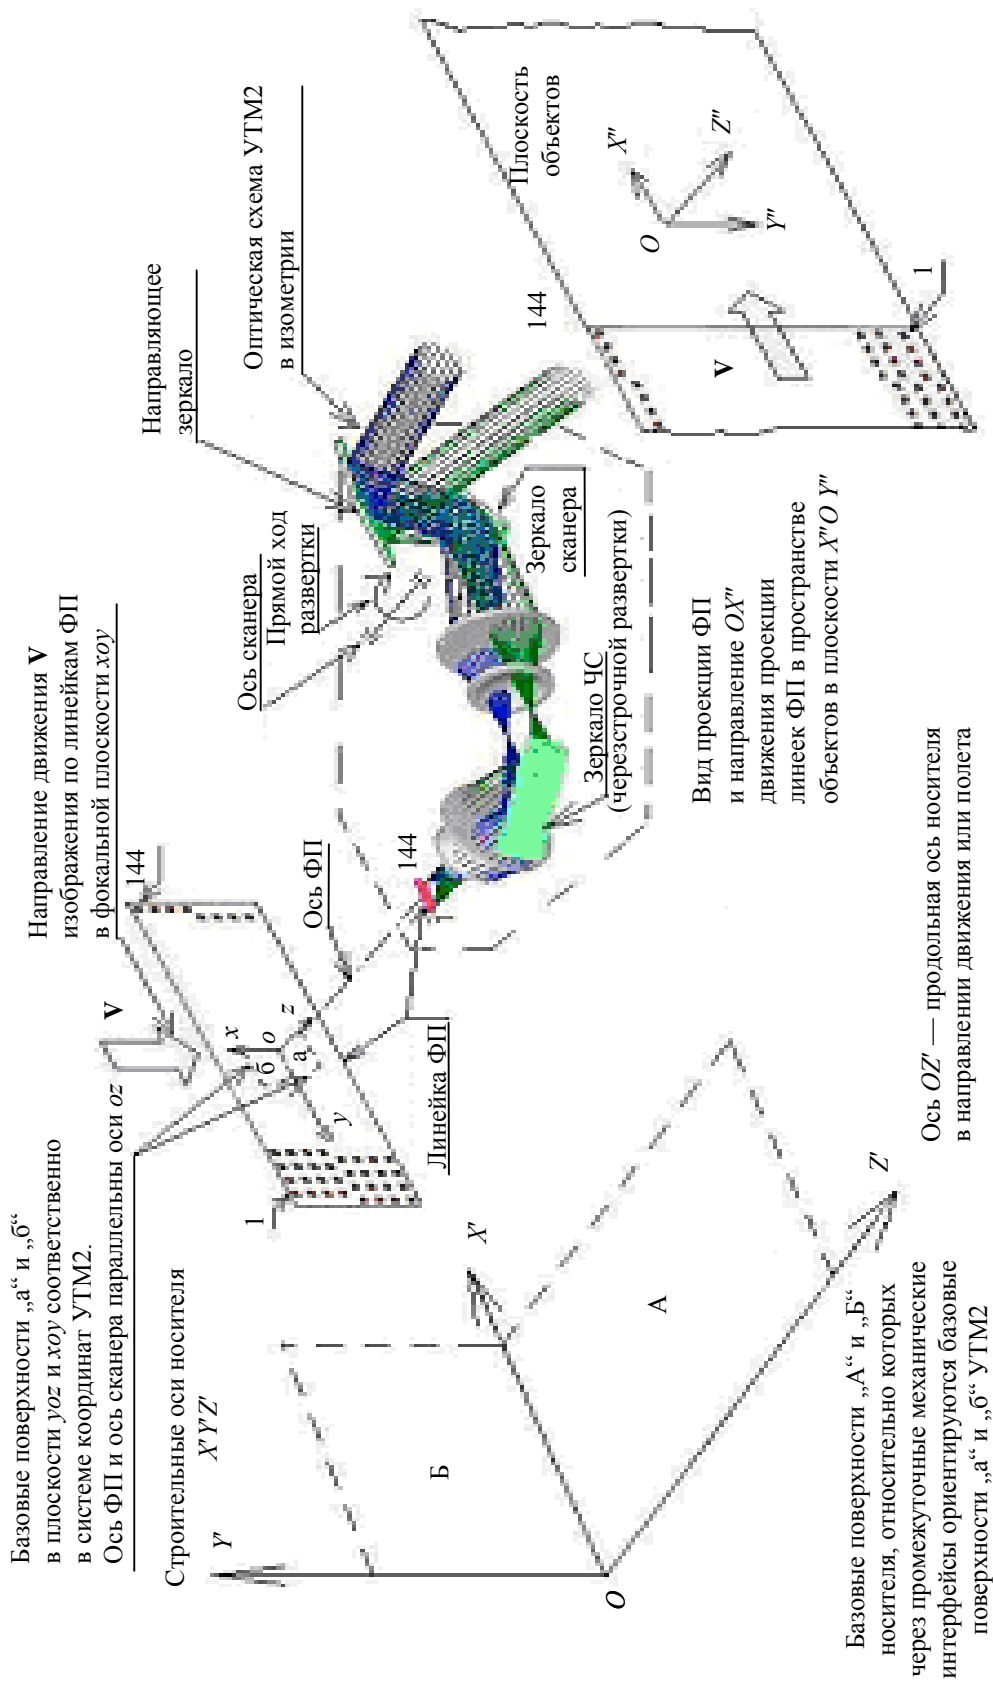 Базовые поверхности „а“ и „б“
в плоскости yoz и xoy соответственно
в системе координат УТМ2.
Ось ФП и ось сканера параллельны оси oz
Направление движения V
изображения по линейкам ФП
в фокальной плоскости xoy
144
V
x
o
z
б
а
y
1
Линейка ФП
Ось ФП
144
Направляющее
зеркало
Оптическая схема УТМ2
в изометрии
Ось сканера
Прямой ход
развертки
Зеркало
сканера
Зеркало ЧС
(черезстрочной развертки)
Плоскость
объектов
144
X″
O
Z″
Y″
V
1
Вид проекции ФП
и направление OX″
движения проекции
линеек ФП в пространстве
объектов в плоскости X″O Y″
Строительные оси носителя
X′Y′Z′
Y′
X′
Б
А
O
Z′
Базовые поверхности „А“ и „Б“
носителя, относительно которых
через промежуточные механические
интерфейсы ориентируются базовые
поверхности „а“ и „б“ УТМ2
Ось OZ′ — продольная ось носителя
в направлении движения или полета